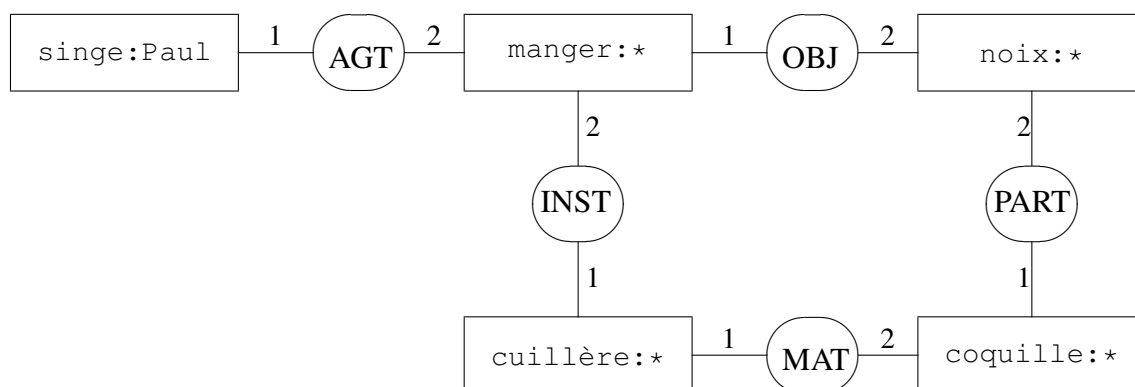 singe:Paul 1 AGT 2 manger:* 1 OBJ 2 noix:*
2 2
INST PART
1 1
cuillère:* 1 MAT 2 coquille:*